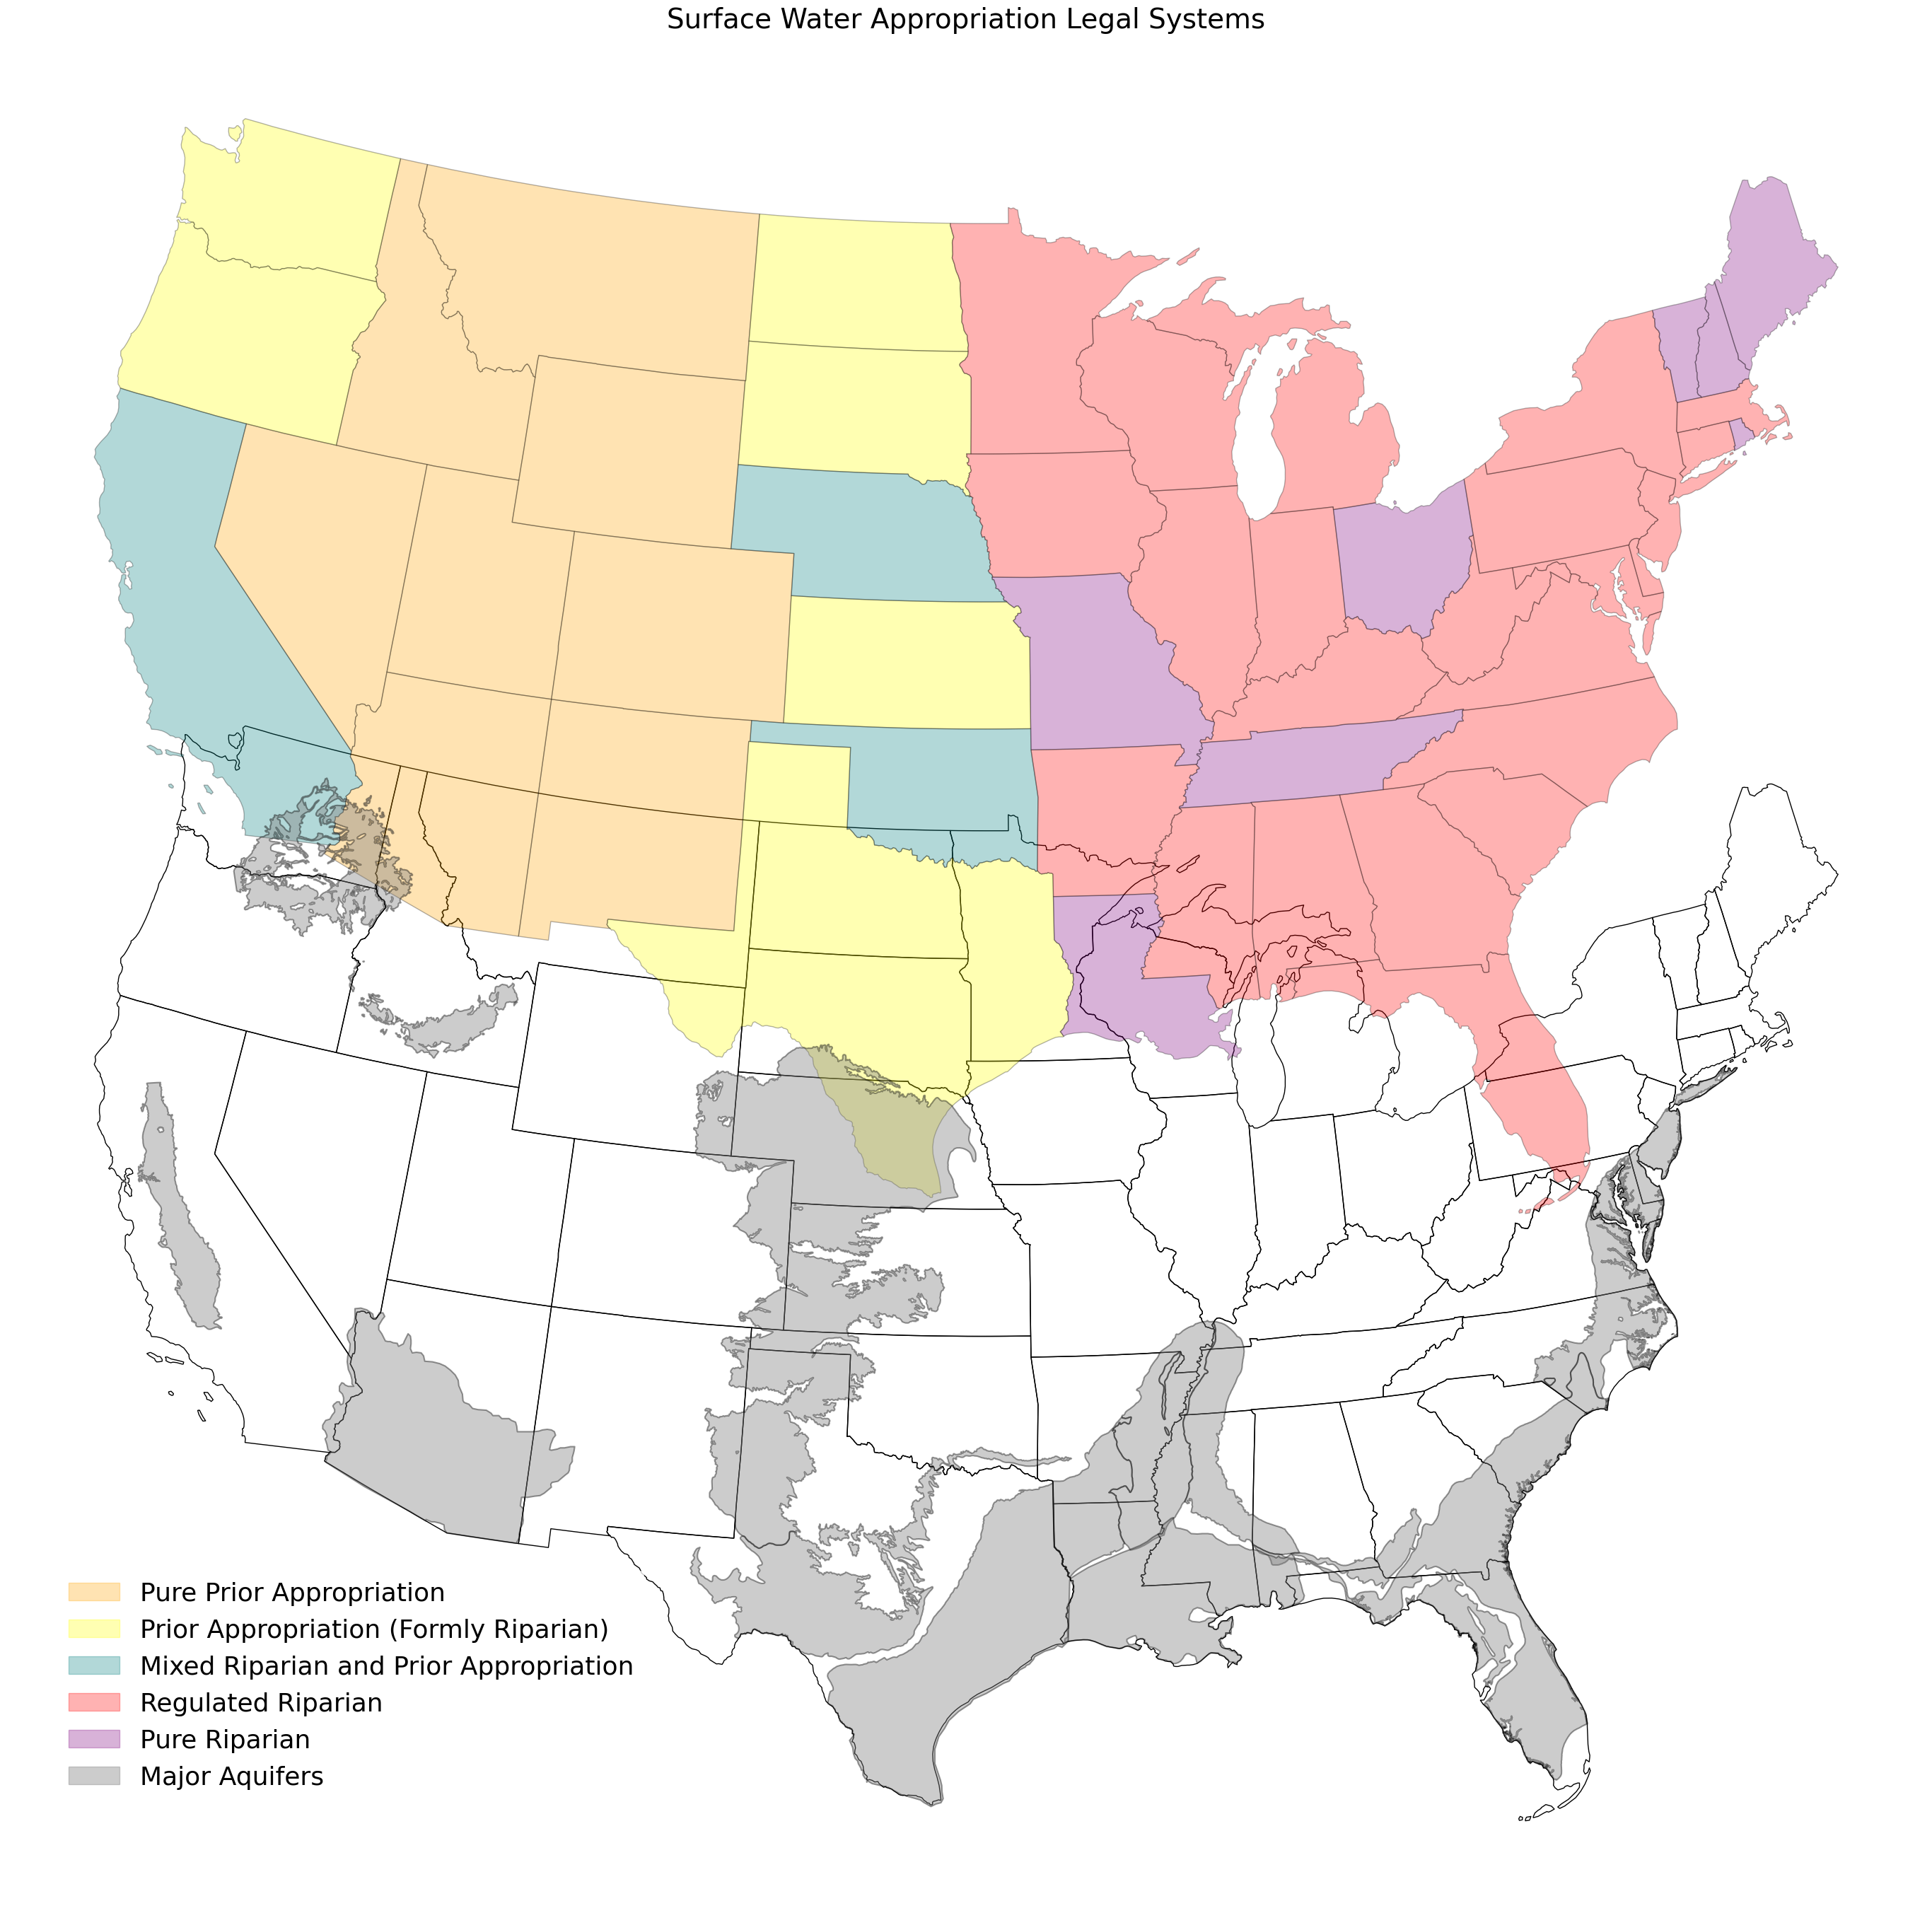 Surface Water Appropriation Legal Systems
Pure Prior Appropriation
Prior Appropriation (Formly Riparian)
Mixed Riparian and Prior Appropriation
Regulated Riparian
Pure Riparian
Major Aquifers